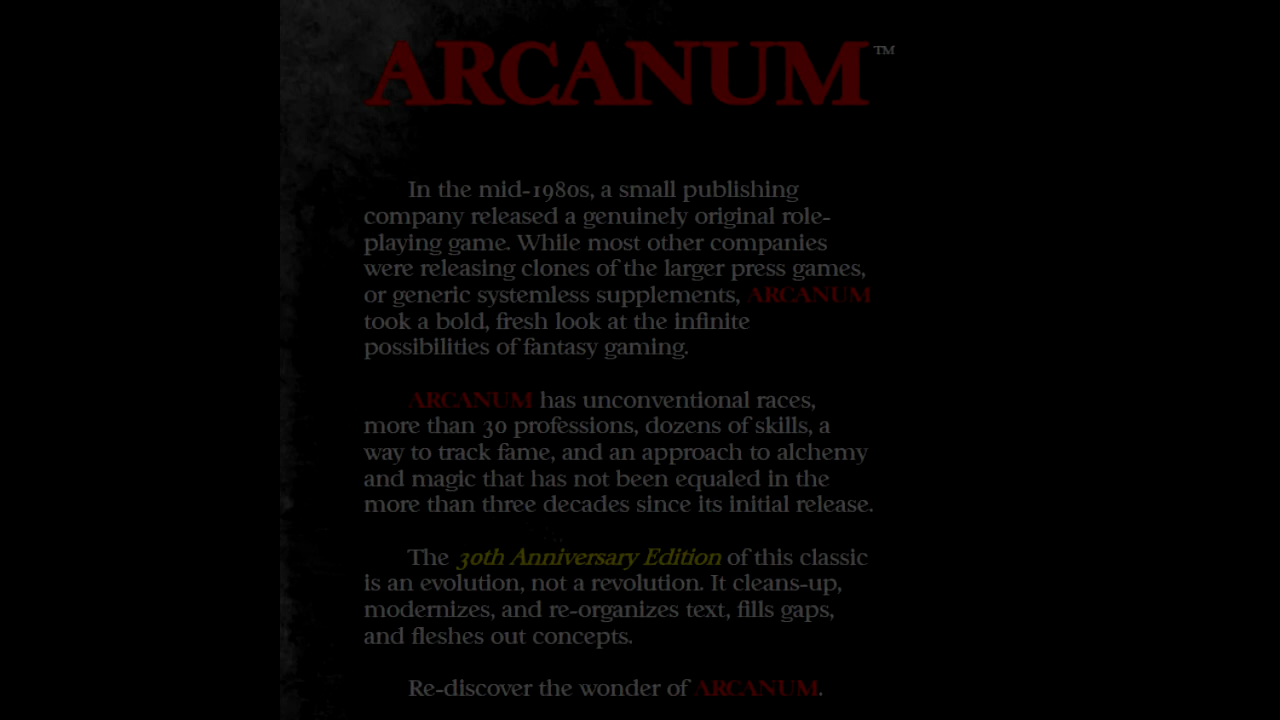 ARCANUM™
In the mid-1980s, a small publishing
company released a genuinely original role-
playing game. While most other companies
were releasing clones of the larger press games,
or generic systemless supplements, ARCANUM
took a bold, fresh look at the infinite
possibilities of fantasy gaming.
ARCANUM has unconventional races,
more than 30 professions, dozens of skills, a
way to track fame, and an approach to alchemy
and magic that has not been equaled in the
more than three decades since its initial release.
The 30th Anniversary Edition of this classic
is an evolution, not a revolution. It cleans-up,
modernizes, and re-organizes text, fills gaps,
and fleshes out concepts.
Re-discover the wonder of ARCANUM.